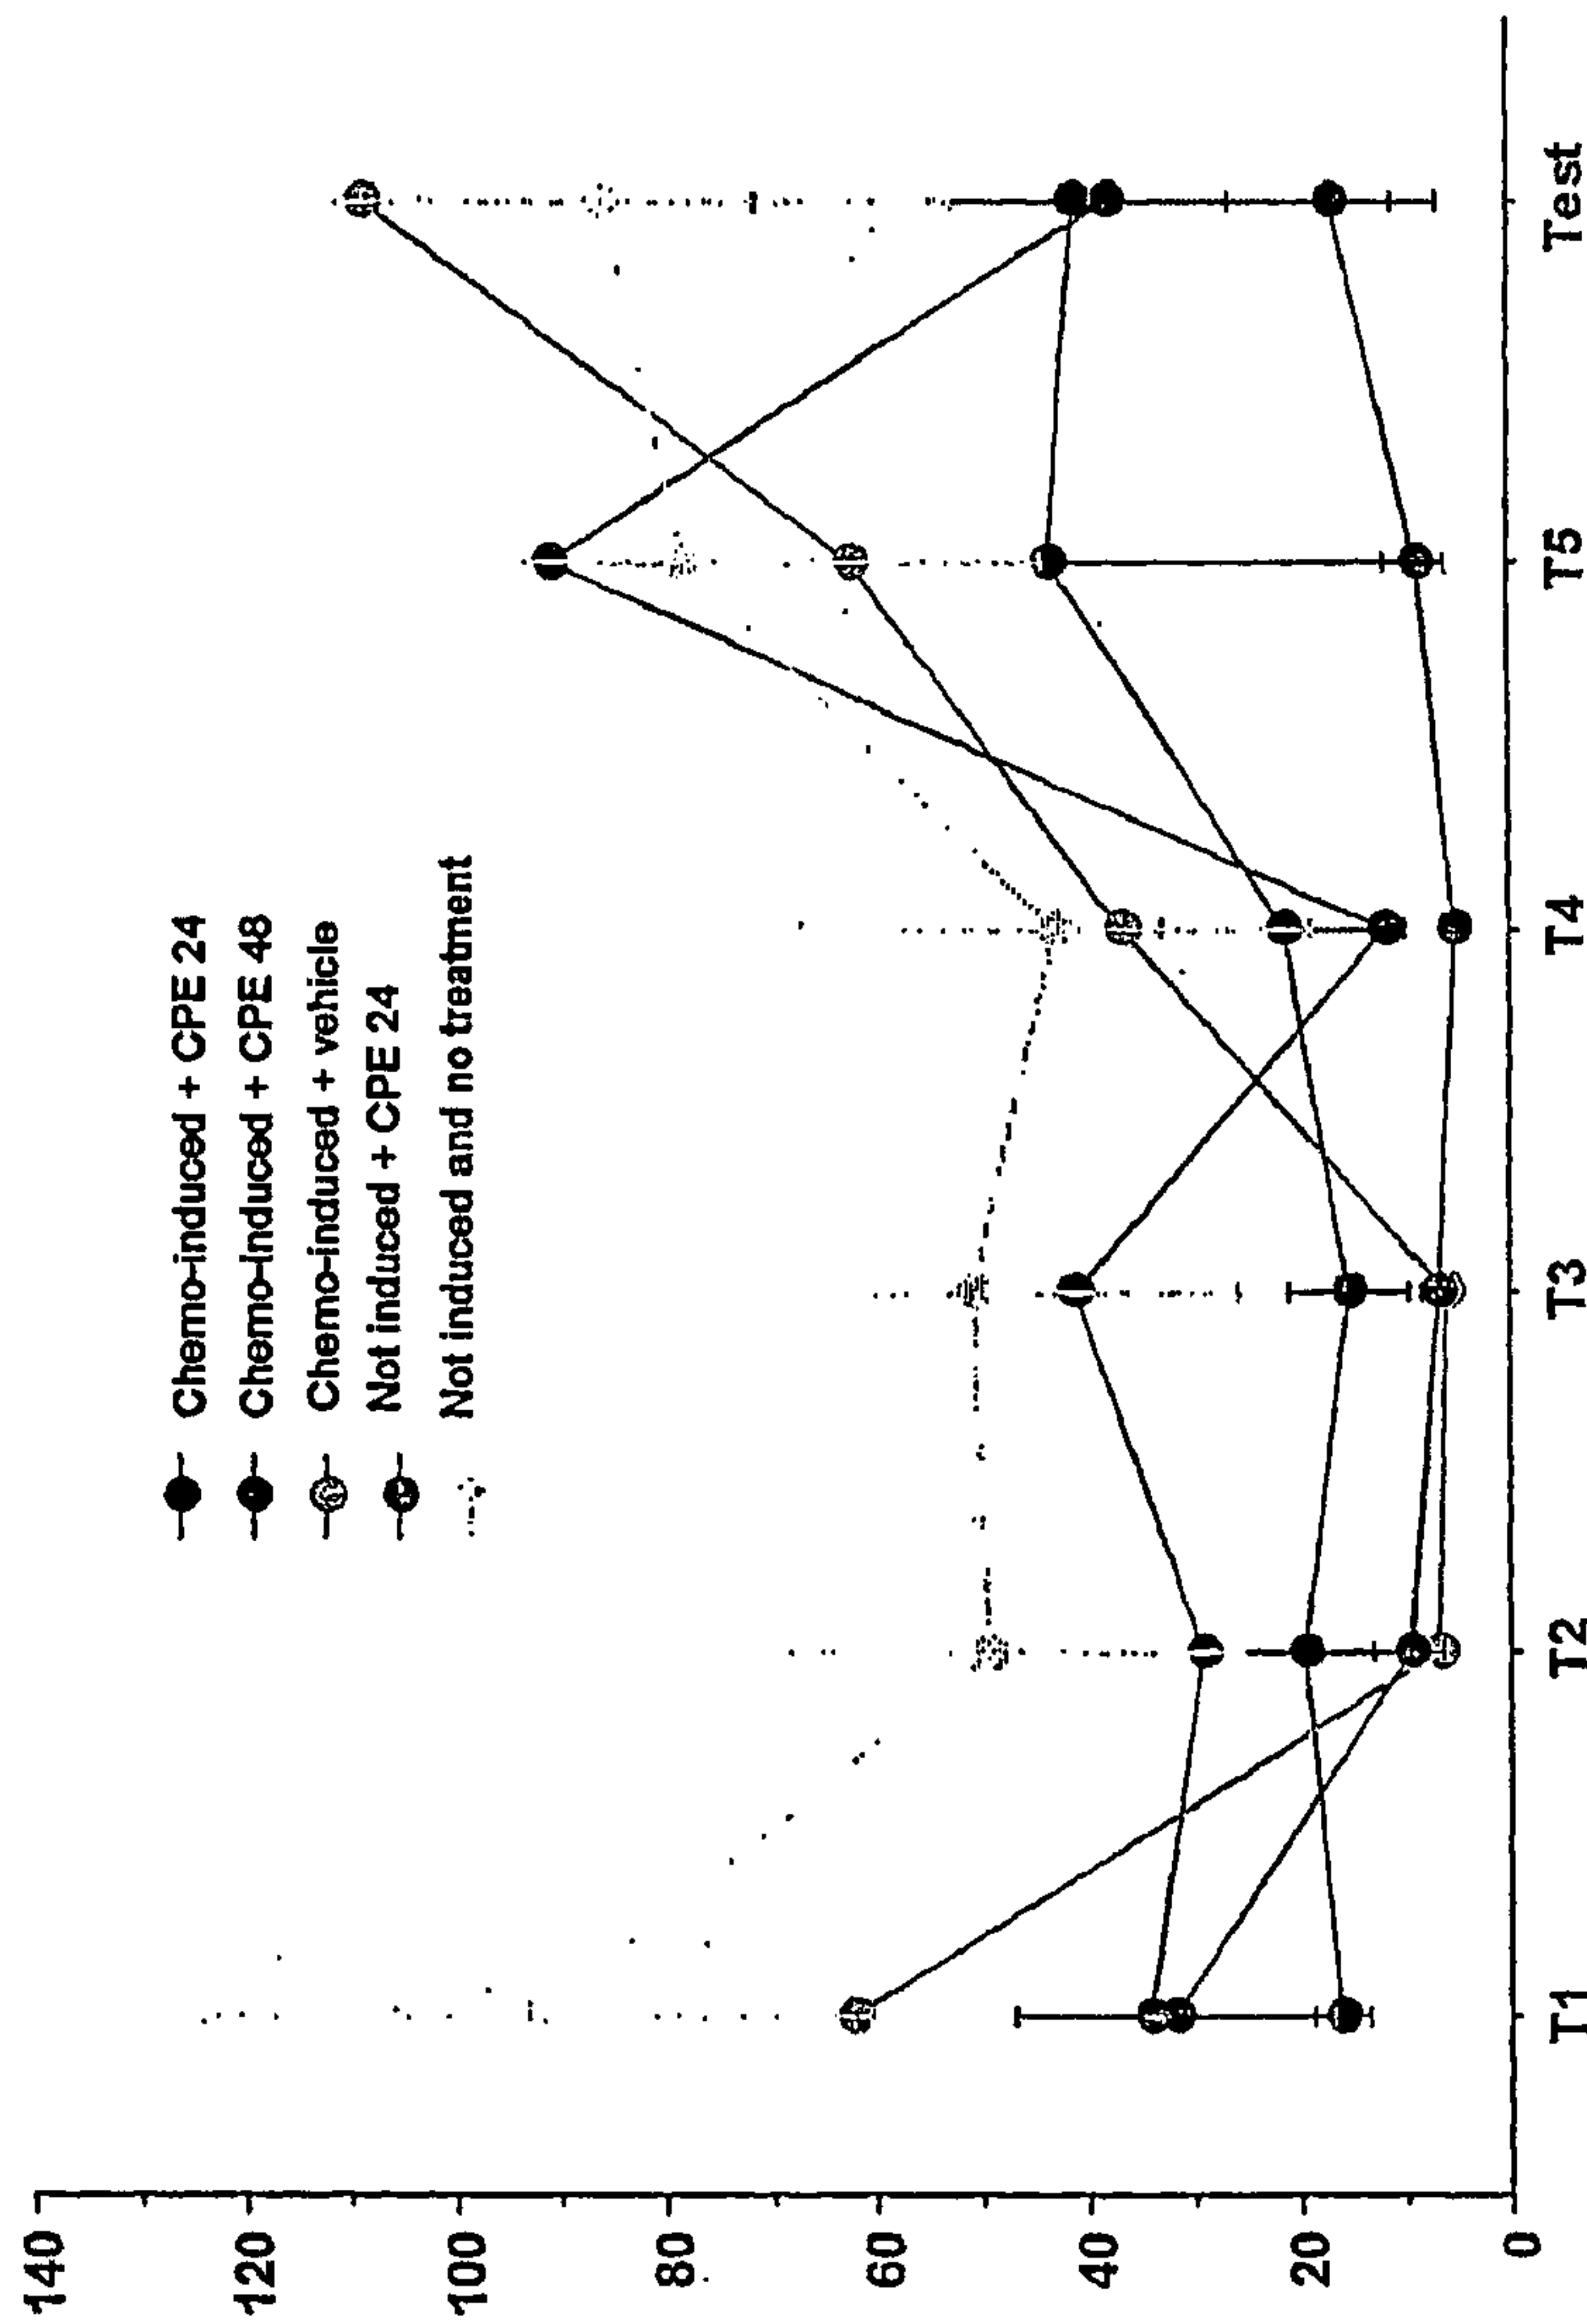 Chemo-induced + CPE 24
Chemo-induced + CPE 48
Chemo-induced + vehicle
Not induced + CPE 24
Not induced and no treatment
140
120
100
80
60
40
20
0
T1 T2 T3 T4 T5 Test